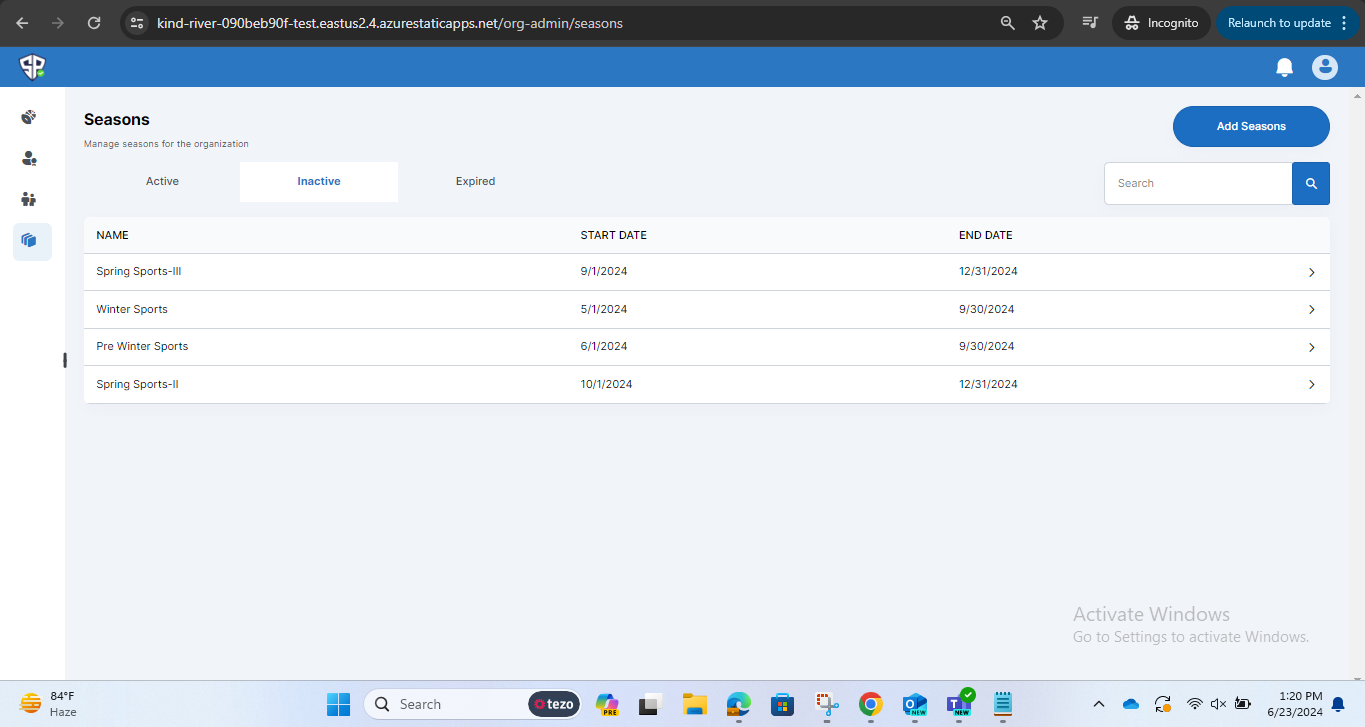 kind-river-090beb90f-test.eastus2.4.azurestaticapps.net/org-admin/seasons
Incognito
Relaunch to update
SP
Seasons
Manage seasons for the organization
Add Seasons
Active
Inactive
Expired
Search
NAME START DATE END DATE
Spring Sports-III 9/1/2024 12/31/2024
Winter Sports 5/1/2024 9/30/2024
Pre Winter Sports 6/1/2024 9/30/2024
Spring Sports-II 10/1/2024 12/31/2024
Activate Windows
Go to Settings to activate Windows.
84°F
Haze
Search
tezo
PRE
NEW
NEW
1:20 PM
6/23/2024